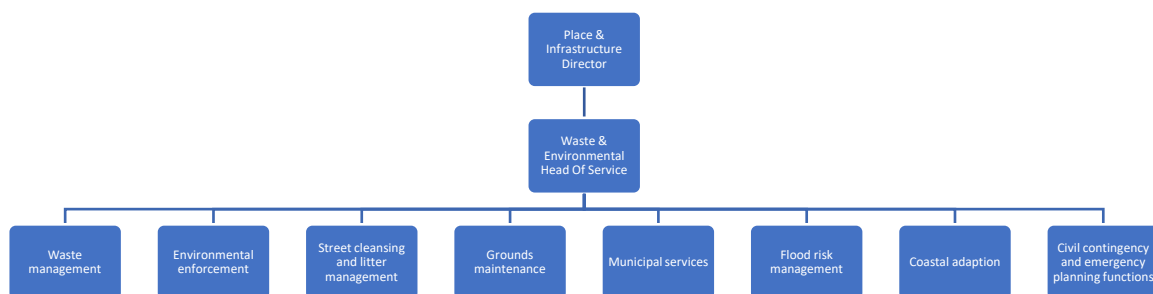 Place &
Infrastructure
Director
Waste &
Environmental
Head Of Service
Waste
management
Environmental
enforcement
Street cleansing
and litter
management
Grounds
maintenance
Municipal services
Flood risk
management
Coastal adaption
Civil contingency
and emergency
planning functions